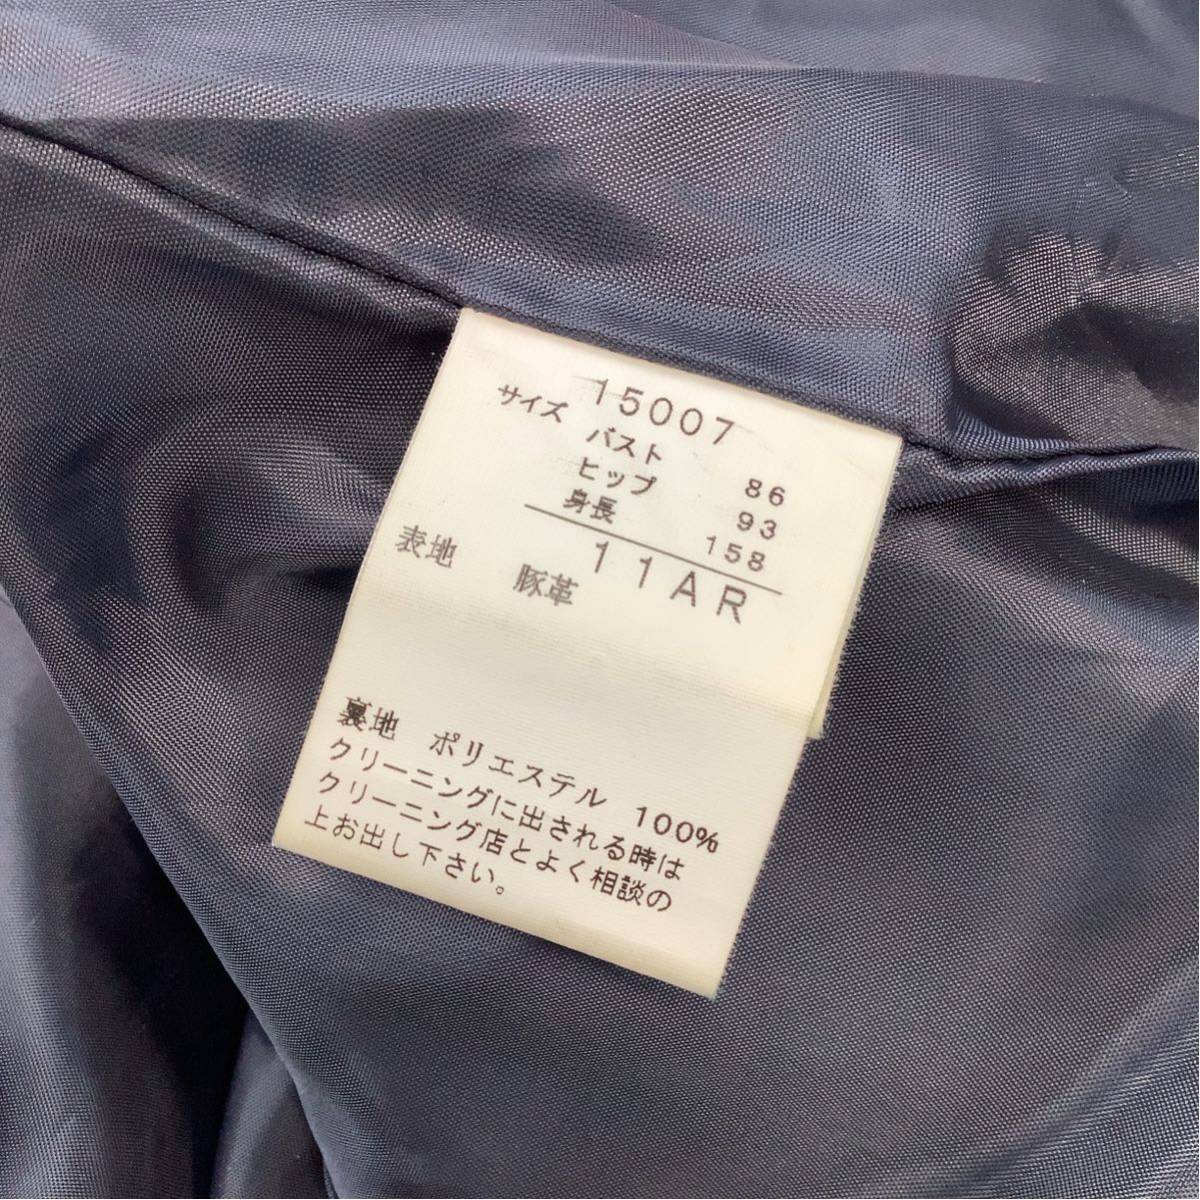 15007
サイズ バスト 86
ヒップ 93
身長 158
11AR
表地 豚革
裏地 ポリエステル 100%
クリーニングに出される時は
クリーニング店とよく相談の
上お出し下さい。